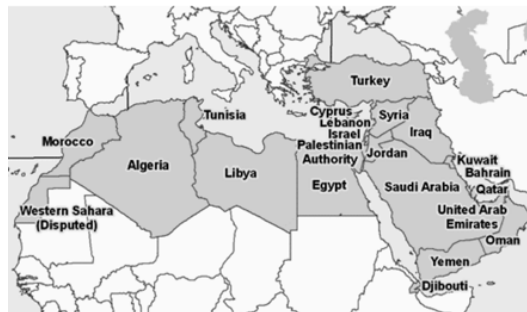 Turkey
Cyprus
Syria
Lebanon
Tunisia
Israel
Iraq
Morocco
Palestinian
Authority
Jordan
Algeria
Libya
Kuwait
Bahrain
Egypt
Saudi Arabia
Qatar
Western Sahara
(Disputed)
United Arab
Emirates
Oman
Yemen
Djibouti